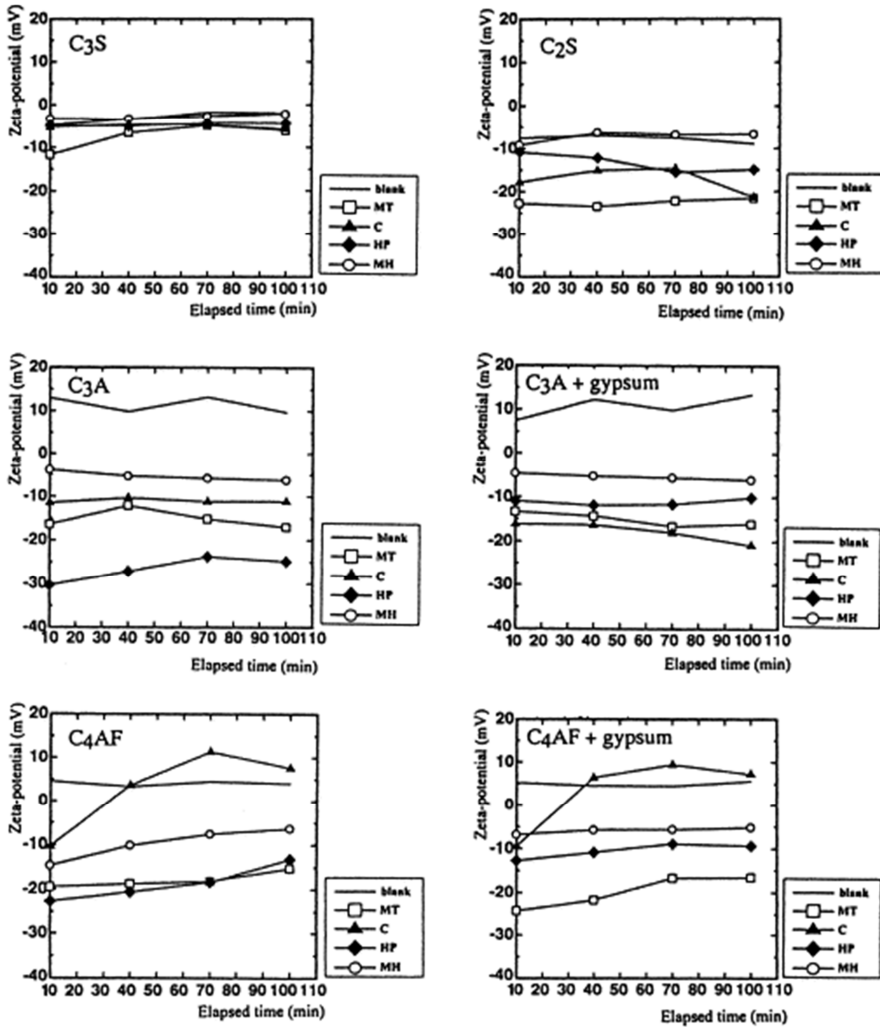 C3S
Zeta-potential (mV)
20
10
0
-10
-20
-30
-40
10 20 30 40 50 60 70 80 90 100 110
Elapsed time (min)
blank
MT
C
HP
MH
C2S
Zeta-potential (mV)
20
10
0
-10
-20
-30
-40
10 20 30 40 50 60 70 80 90 100 110
Elapsed time (min)
blank
MT
C
HP
MH
C3A
Zeta-potential (mV)
20
10
0
-10
-20
-30
-40
10 20 30 40 50 60 70 80 90 100 110
Elapsed time (min)
blank
MT
C
HP
MH
C3A + gypsum
Zeta-potential (mV)
20
10
0
-10
-20
-30
-40
10 20 30 40 50 60 70 80 90 100 110
Elapsed time (min)
blank
MT
C
HP
MH
C4AF
Zeta-potential (mV)
20
10
0
-10
-20
-30
-40
10 20 30 40 50 60 70 80 90 100 110
Elapsed time (min)
blank
MT
C
HP
MH
C4AF + gypsum
Zeta-potential (mV)
20
10
0
-10
-20
-30
-40
10 20 30 40 50 60 70 80 90 100 110
Elapsed time (min)
blank
MT
C
HP
MH